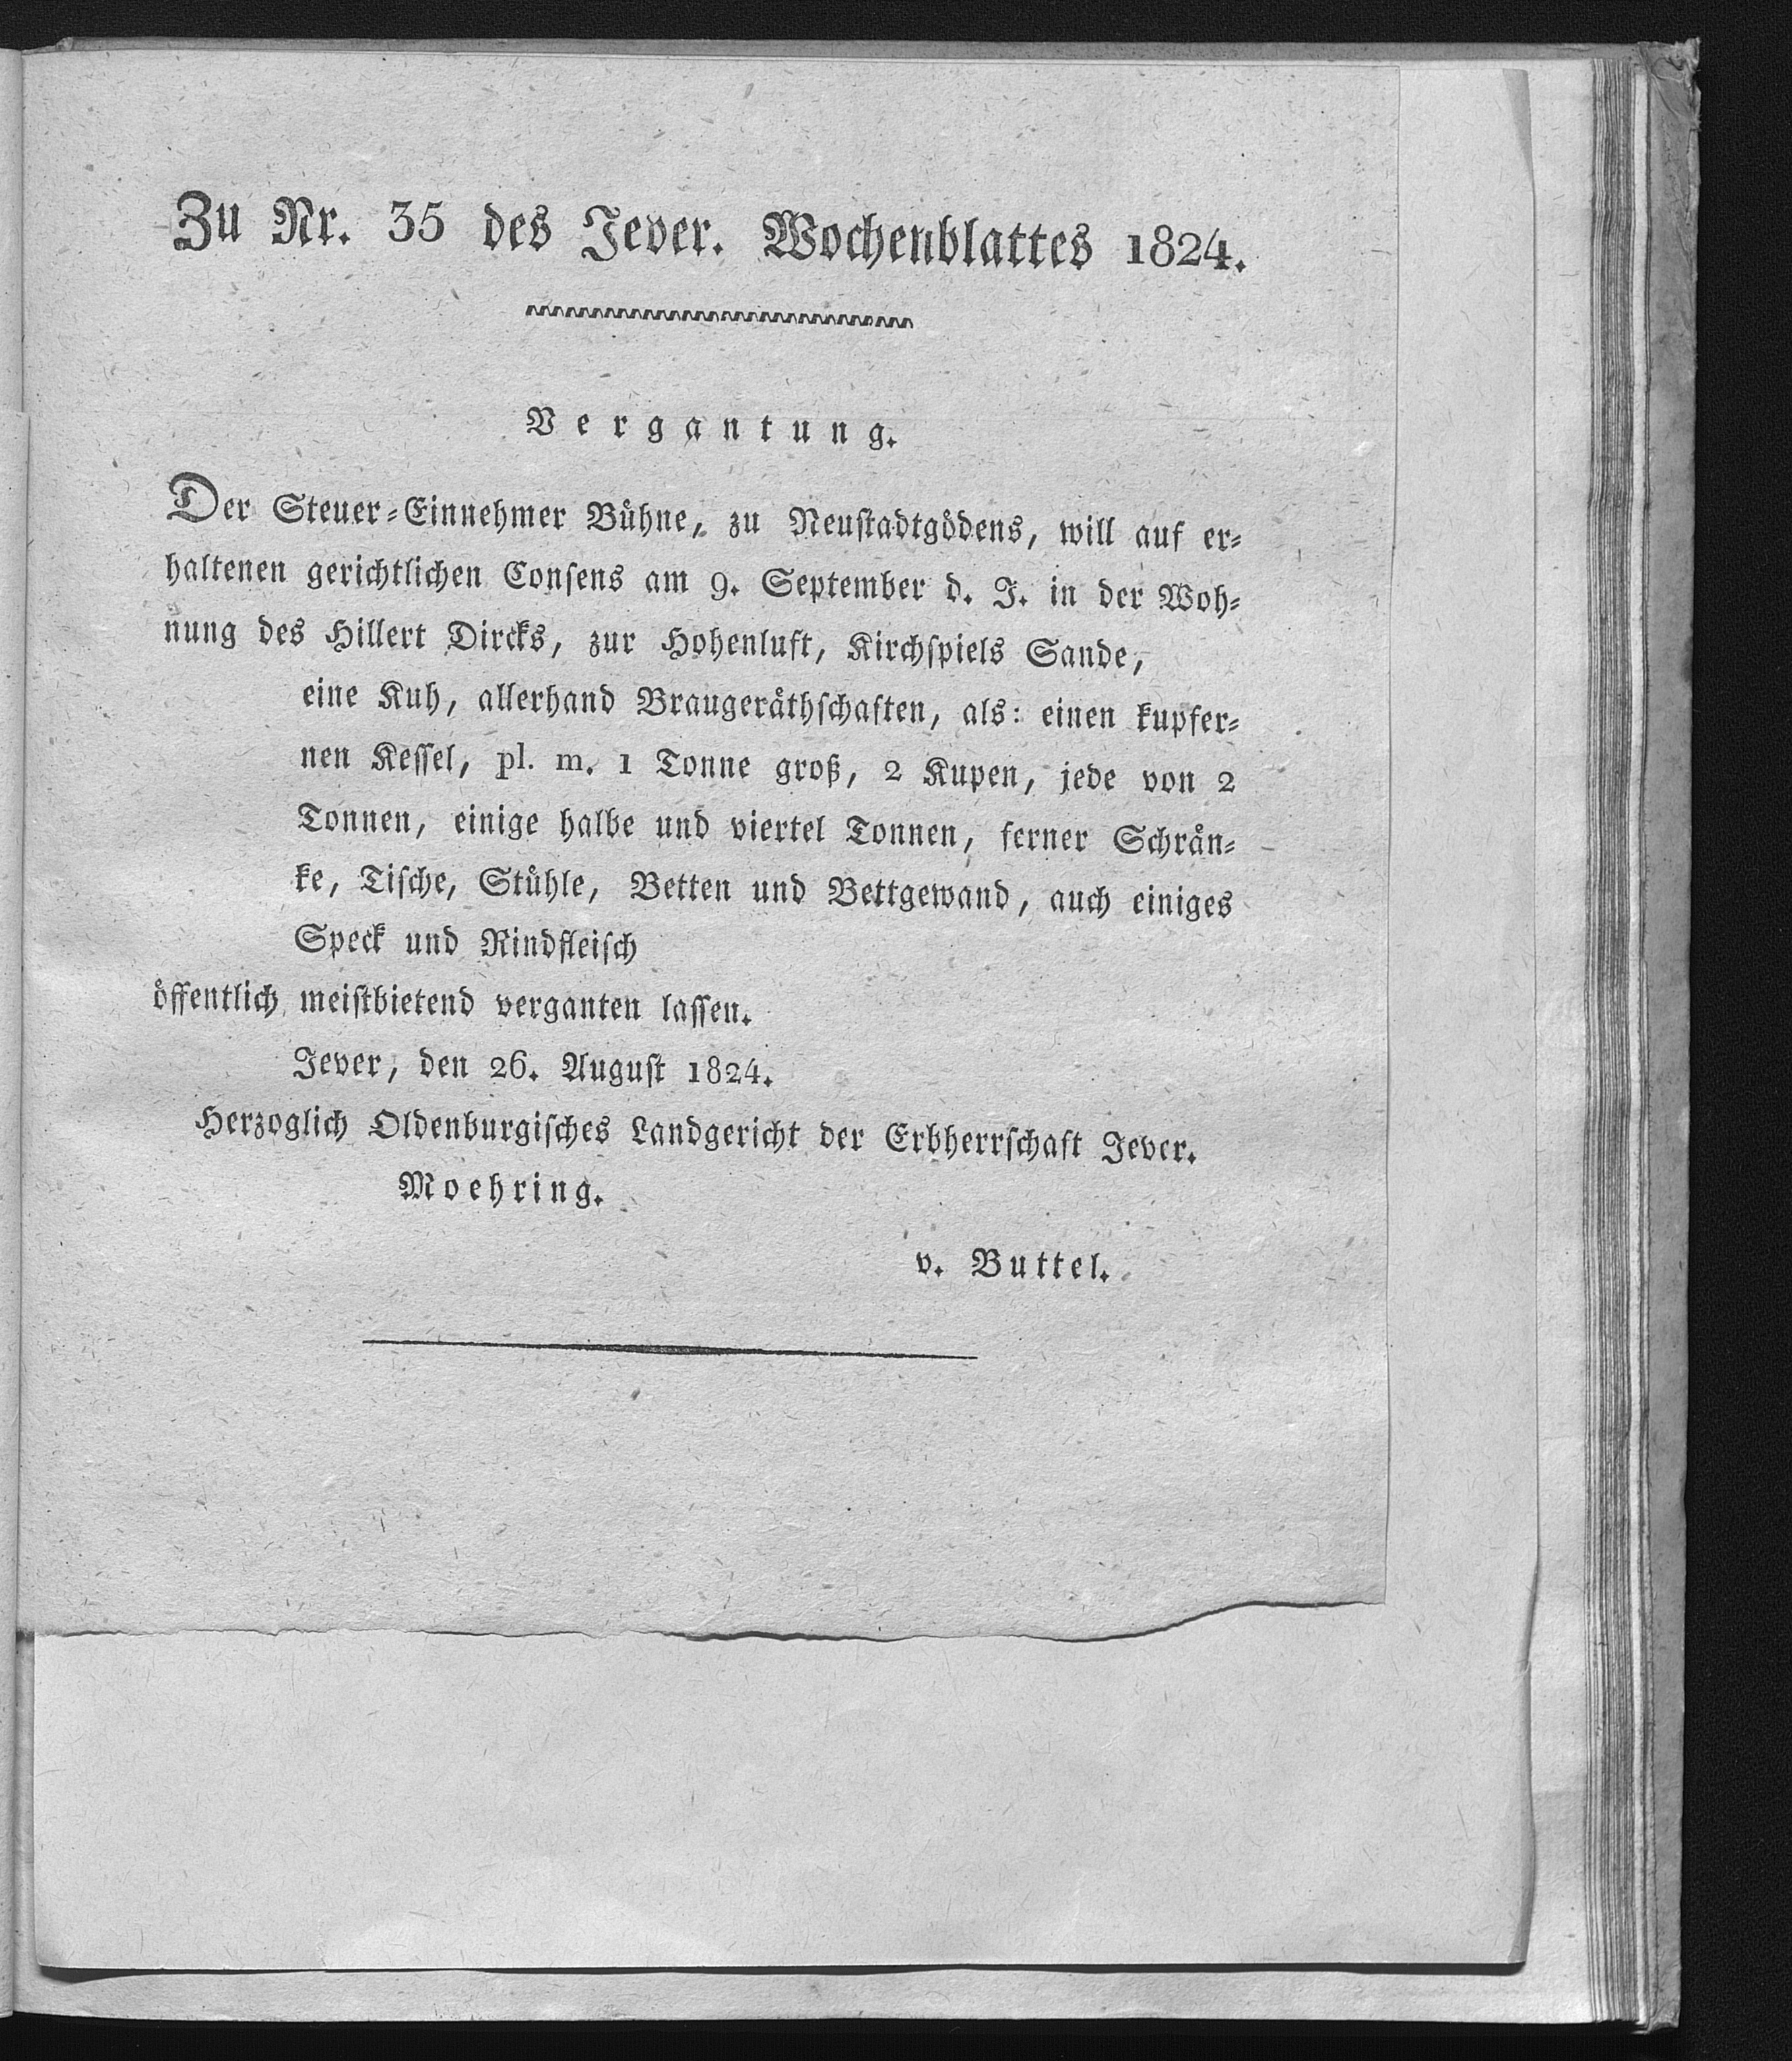 Zu Nr. 35 des Jever. Wochenblattes 1824.
Vergantung.
Der Steuer-Einnehmer Bühne, zu Neustadtgödens, will auf er-
haltenen gerichtlichen Consens am 9. September d. J. in der Woh-
nung des Hillert Dircks, zur Hohenluft, Kirchspiels Sande,
eine Kuh, allerhand Braugeräthschaften, als: einen kupfer-
nen Kessel, pl. m. 1 Tonne groß, 2 Kupen, jede von 2
Tonnen, einige halbe und viertel Tonnen, ferner Schrän-
ke, Tische, Stühle, Betten und Bettgewand, auch einiges
Speck und Rindfleisch
öffentlich meistbietend verganten lassen.
Jever, den 26. August 1824.
Herzoglich Oldenburgisches Landgericht der Erbherrschaft Jever.
Moehring.
v. Buttel.